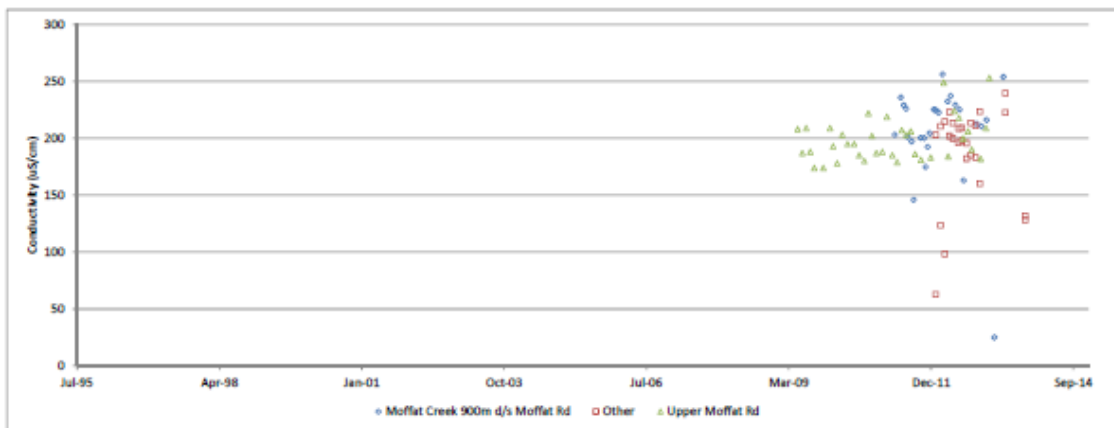 300
250
200
150
100
50
0
Conductivity (uS/cm)
Jul-95 Apr-98 Jan-01 Oct-03 Jul-06 Mar-09 Dec-11 Sep-14
Moffat Creek 900m d/s Moffat Rd Other Upper Moffat Rd